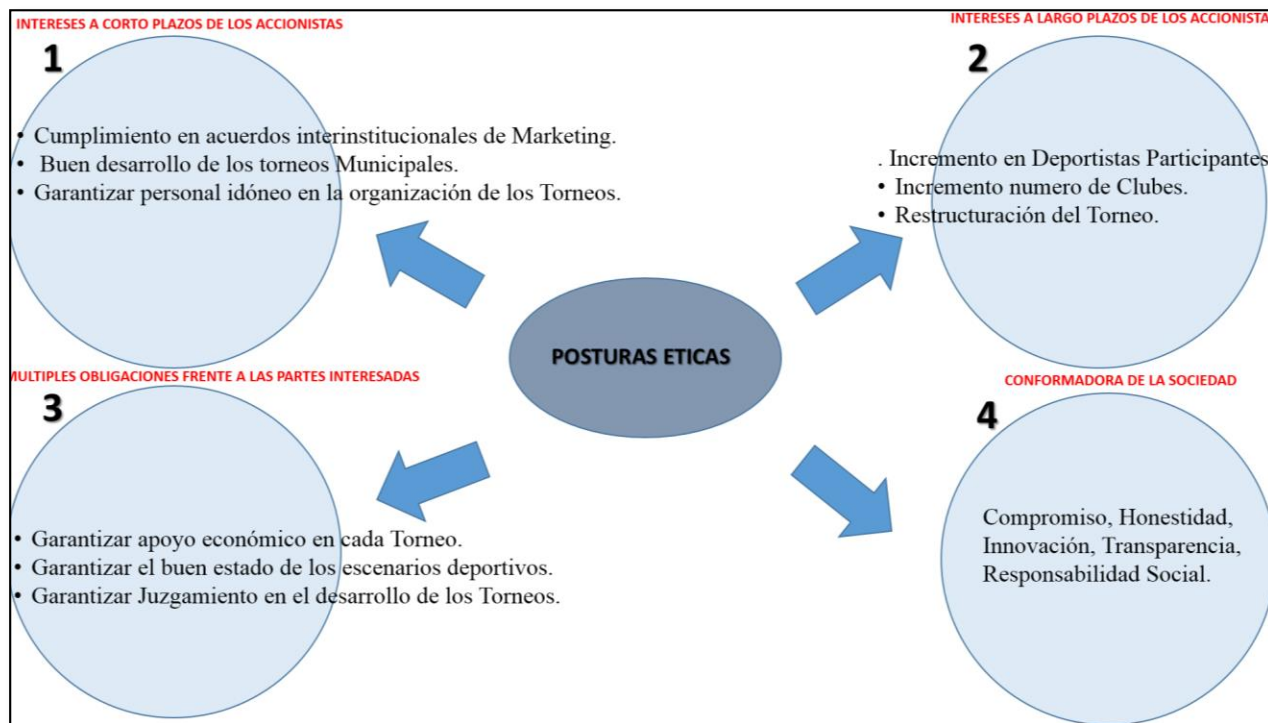 INTERESES A CORTO PLAZOS DE LOS ACCIONISTAS
1
• Cumplimiento en acuerdos interinstitucionales de Marketing.
• Buen desarrollo de los torneos Municipales.
• Garantizar personal idóneo en la organización de los Torneos.
INTERESES A LARGO PLAZOS DE LOS ACCIONISTA
2
. Incremento en Deportistas Participantes
• Incremento numero de Clubes.
• Restructuración del Torneo.
POSTURAS ETICAS
MULTIPLES OBLIGACIONES FRENTE A LAS PARTES INTERESADAS
3
• Garantizar apoyo económico en cada Torneo.
• Garantizar el buen estado de los escenarios deportivos.
• Garantizar Juzgamiento en el desarrollo de los Torneos.
CONFORMADORA DE LA SOCIEDAD
4
Compromiso, Honestidad,
Innovación, Transparencia,
Responsabilidad Social.